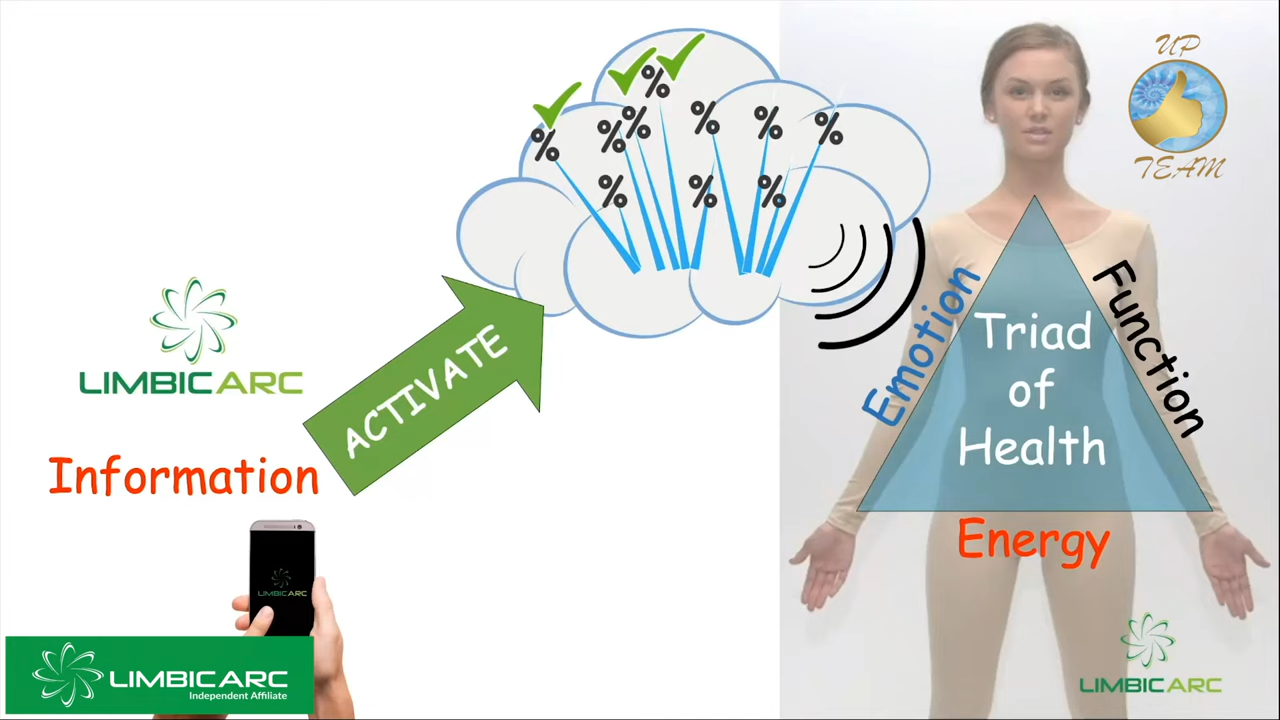 UP
TEAM
%
%
%
%
%
%
%
%
%
%
ACTIVATE
LIMBICARC
Information
LIMBICARC
LIMBICARC
Independent Affiliate
Emotion
Function
Triad
of
Health
Energy
LIMBICARC